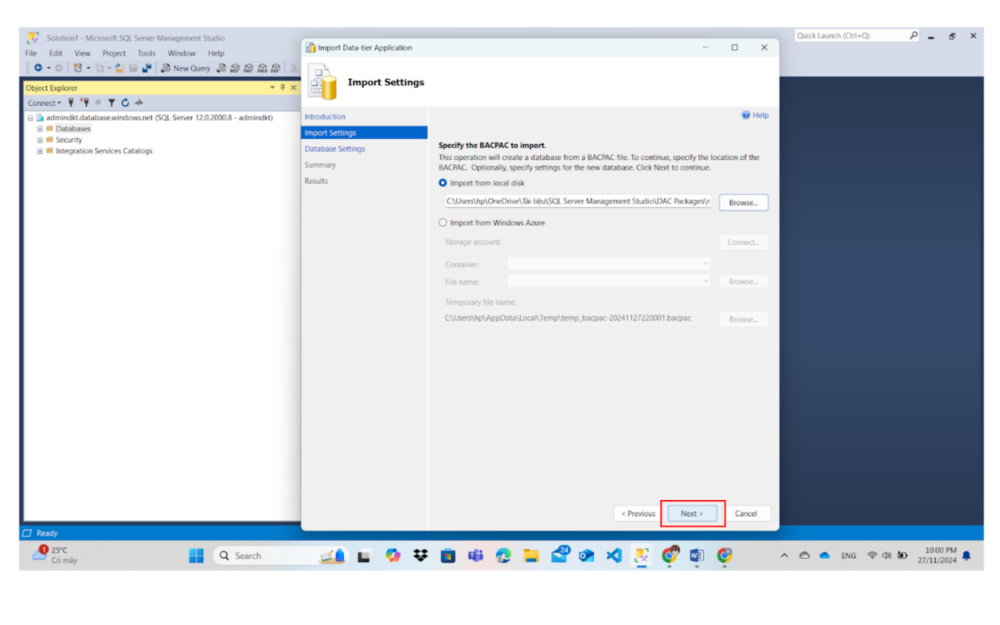 Solution1 - Microsoft SQL Server Management Studio
Quick Launch (Ctrl+Q)
File Edit View Project Tools Window Help
New Query
Object Explorer
Connect
admindkt.database.windows.net (SQL Server 12.0.2000.8 - admindkt)
Databases
Security
Integration Services Catalogs
Ready
Import Data-tier Application
Import Settings
Introduction
Import Settings
Database Settings
Summary
Results
Help
Specify the BACPAC to import.
This operation will create a database from a BACPAC file. To continue, specify the location of the
BACPAC. Optionally, specify settings for the new database. Click Next to continue.
Import from local disk
C:\Users\hp\OneDrive\Tài liệu\SQL Server Management Studio\DAC Packages\r
Browse...
Import from Windows Azure
Storage account:
Connect...
Container:
File name:
Browse...
Temporary file name:
C:\Users\hp\AppData\Local\Temp\temp_bacpac-20241127220001.bacpac
Browse...
< Previous
Next >
Cancel
1
25°C
Có mây
Search
24
ENG
10:00 PM
27/11/2024